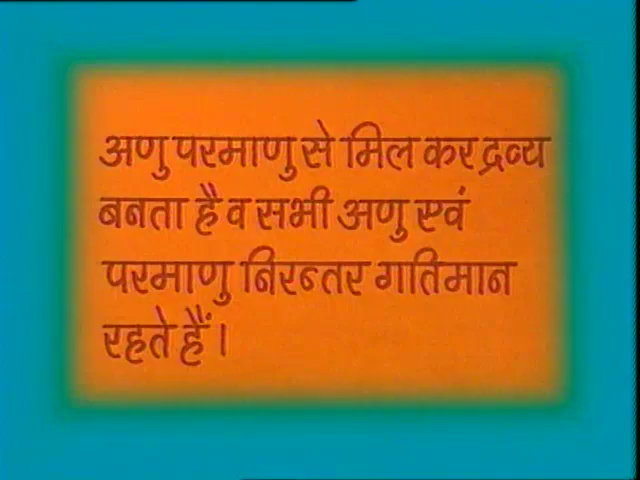 अणु परमाणु से मिल कर द्रव्य
बनता है व सभी अणु एवं
परमाणु निरन्तर गतिमान
रहते हैं।